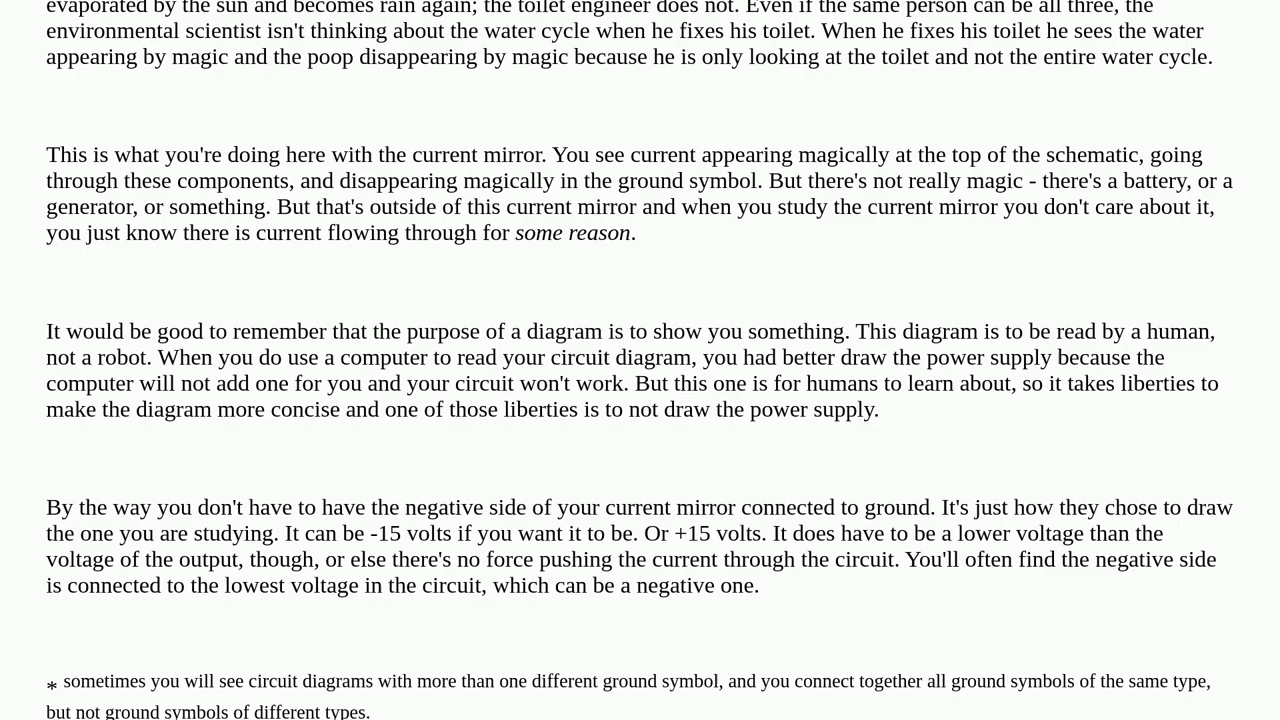 evaporated by the sun and becomes rain again; the toilet engineer does not. Even if the same person can be all three, the
environmental scientist isn't thinking about the water cycle when he fixes his toilet. When he fixes his toilet he sees the water
appearing by magic and the poop disappearing by magic because he is only looking at the toilet and not the entire water cycle.
This is what you're doing here with the current mirror. You see current appearing magically at the top of the schematic, going
through these components, and disappearing magically in the ground symbol. But there's not really magic - there's a battery, or a
generator, or something. But that's outside of this current mirror and when you study the current mirror you don't care about it,
you just know there is current flowing through for some reason.
It would be good to remember that the purpose of a diagram is to show you something. This diagram is to be read by a human,
not a robot. When you do use a computer to read your circuit diagram, you had better draw the power supply because the
computer will not add one for you and your circuit won't work. But this one is for humans to learn about, so it takes liberties to
make the diagram more concise and one of those liberties is to not draw the power supply.
By the way you don't have to have the negative side of your current mirror connected to ground. It's just how they chose to draw
the one you are studying. It can be -15 volts if you want it to be. Or +15 volts. It does have to be a lower voltage than the
voltage of the output, though, or else there's no force pushing the current through the circuit. You'll often find the negative side
is connected to the lowest voltage in the circuit, which can be a negative one.
* sometimes you will see circuit diagrams with more than one different ground symbol, and you connect together all ground symbols of the same type,
but not ground symbols of different types.